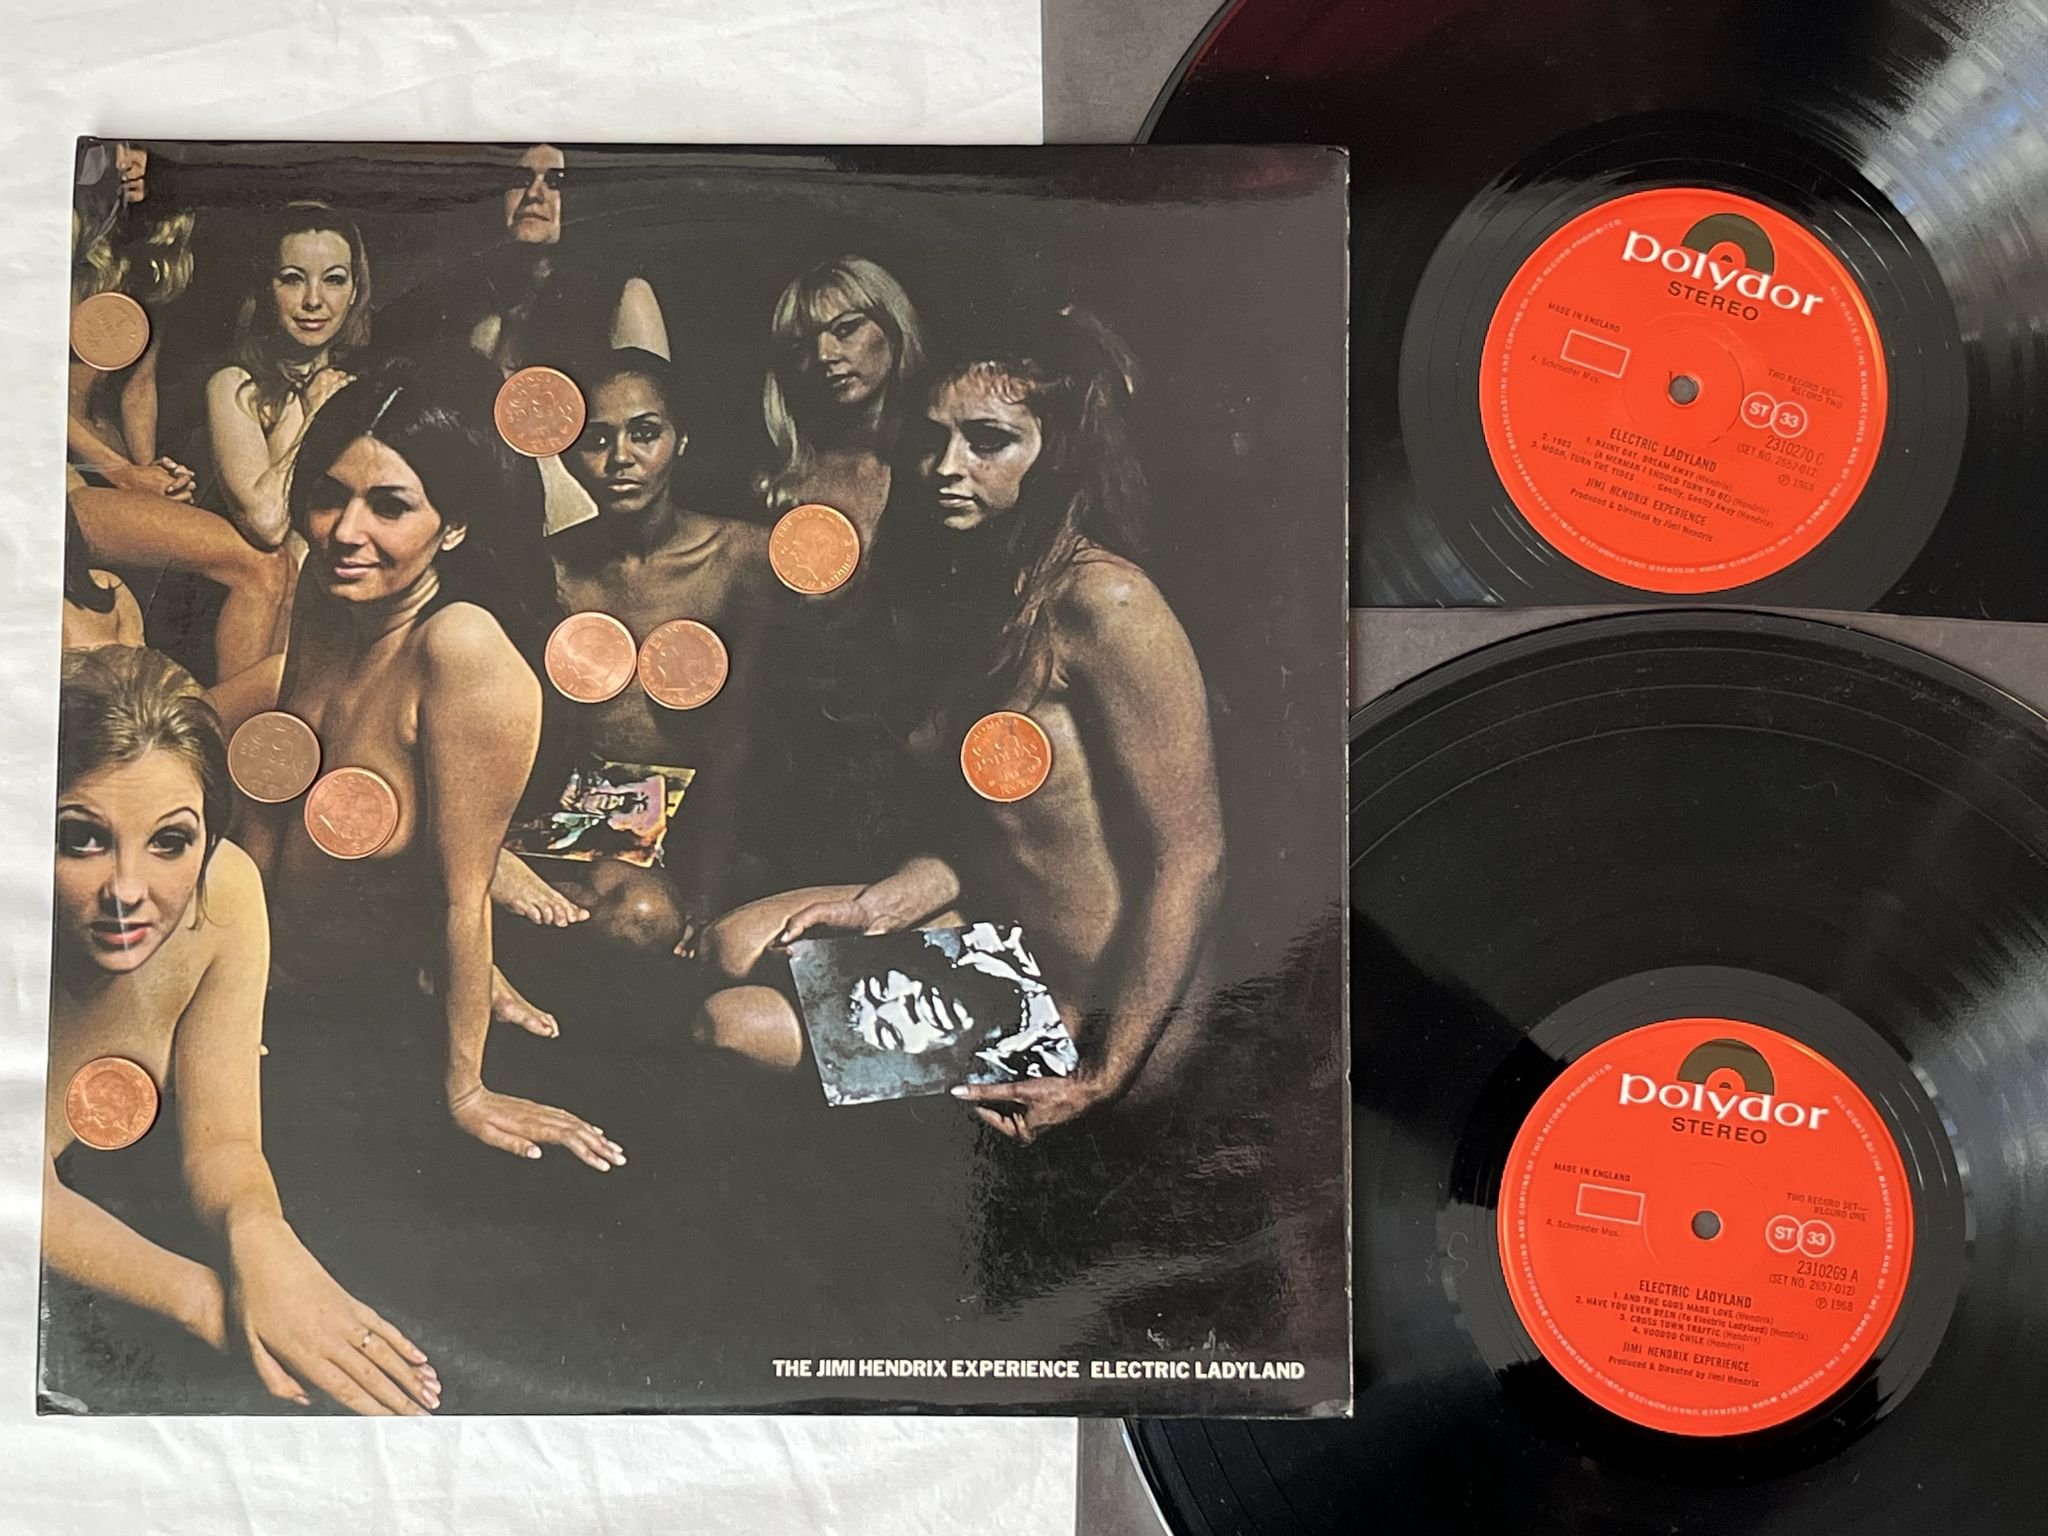 THE JIMI HENDRIX EXPERIENCE ELECTRIC LADYLAND
polydor
STEREO
MADE IN ENGLAND
A. Schroeder Mus.
TWO RECORD SET—
RECORD TWO
ST 33
2310270 C
(SET NO. 2657-012)
℗ 1968
ELECTRIC LADYLAND
1. RAINY DAY, DREAM AWAY (Hendrix)
2. 1983 .... (A MERMAN I SHOULD TURN TO BE) (Hendrix)
3. MOON, TURN THE TIDES .... Gently, Gently Away (Hendrix)
JIMI HENDRIX EXPERIENCE
Produced & Directed by Jimi Hendrix
polydor
STEREO
MADE IN ENGLAND
A. Schroeder Mus.
TWO RECORD SET—
RECORD ONE
ST 33
2310269 A
(SET NO. 2657-012)
℗ 1968
ELECTRIC LADYLAND
1. AND THE GODS MADE LOVE (Hendrix)
2. HAVE YOU EVER BEEN (To Electric Ladyland) (Hendrix)
3. CROSS TOWN TRAFFIC (Hendrix)
4. VOODOO CHILE (Hendrix)
JIMI HENDRIX EXPERIENCE
Produced & Directed by Jimi Hendrix